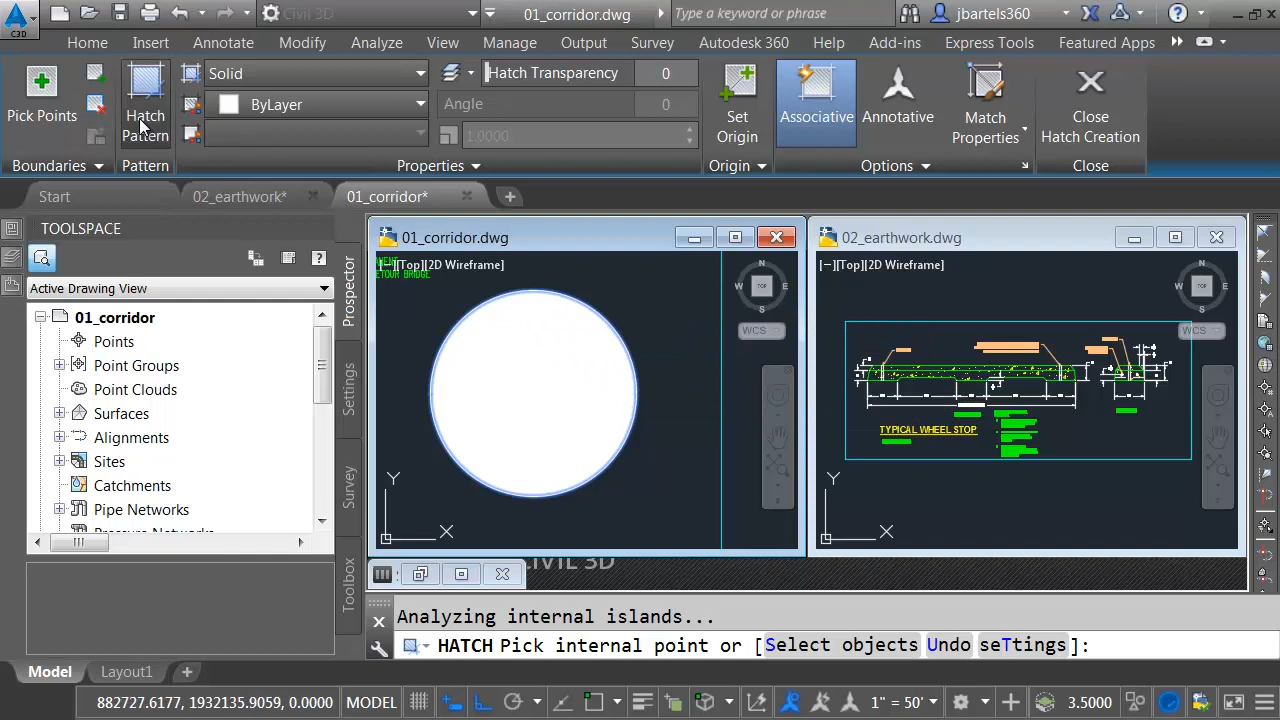 C3D
Civil 3D
01_corridor.dwg
Type a keyword or phrase
jbartels360
Home Insert Annotate Modify Analyze View Manage Output Survey Autodesk 360 Help Add-ins Express Tools Featured Apps
Pick Points
Hatch
Pattern
Solid
ByLayer
Hatch Transparency 0
Angle 0
1.0000
Set
Origin
Associative
Annotative
Match
Properties
Close
Hatch Creation
Boundaries Pattern Properties Origin Options Close
Start 02_earthwork* 01_corridor*
TOOLSPACE
Active Drawing View
01_corridor
Points
Point Groups
Point Clouds
Surfaces
Alignments
Sites
Catchments
Pipe Networks
Pressure Networks
Prospector
Settings
Survey
Toolbox
01_corridor.dwg
[−][Top][2D Wireframe]
ETOUR BRIDGE
N
W TOP E
S
WCS
Y
X
02_earthwork.dwg
[−][Top][2D Wireframe]
N
W TOP E
S
WCS
TYPICAL WHEEL STOP
Y
X
CIVIL 3D
Analyzing internal islands...
HATCH Pick internal point or [Select objects Undo seTtings]:
Model Layout1
882727.6177, 1932135.9059, 0.0000 MODEL 1" = 50' 3.5000